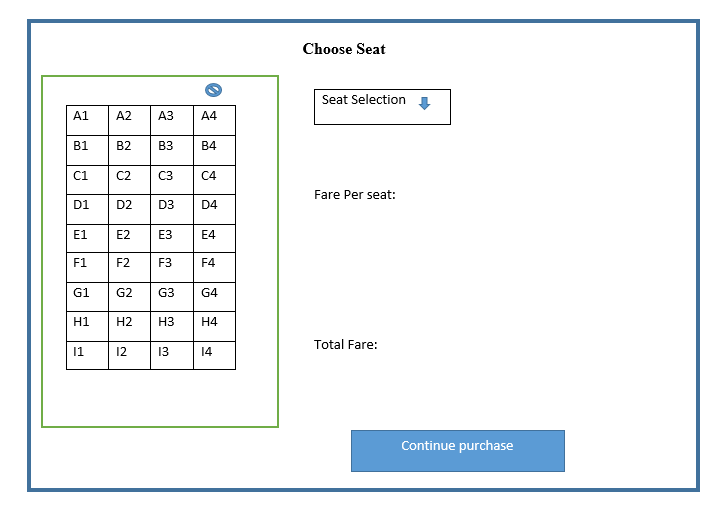 Choose Seat
A1 A2 A3 A4
B1 B2 B3 B4
C1 C2 C3 C4
D1 D2 D3 D4
E1 E2 E3 E4
F1 F2 F3 F4
G1 G2 G3 G4
H1 H2 H3 H4
I1 I2 I3 I4
Seat Selection
Fare Per seat:
Total Fare:
Continue purchase